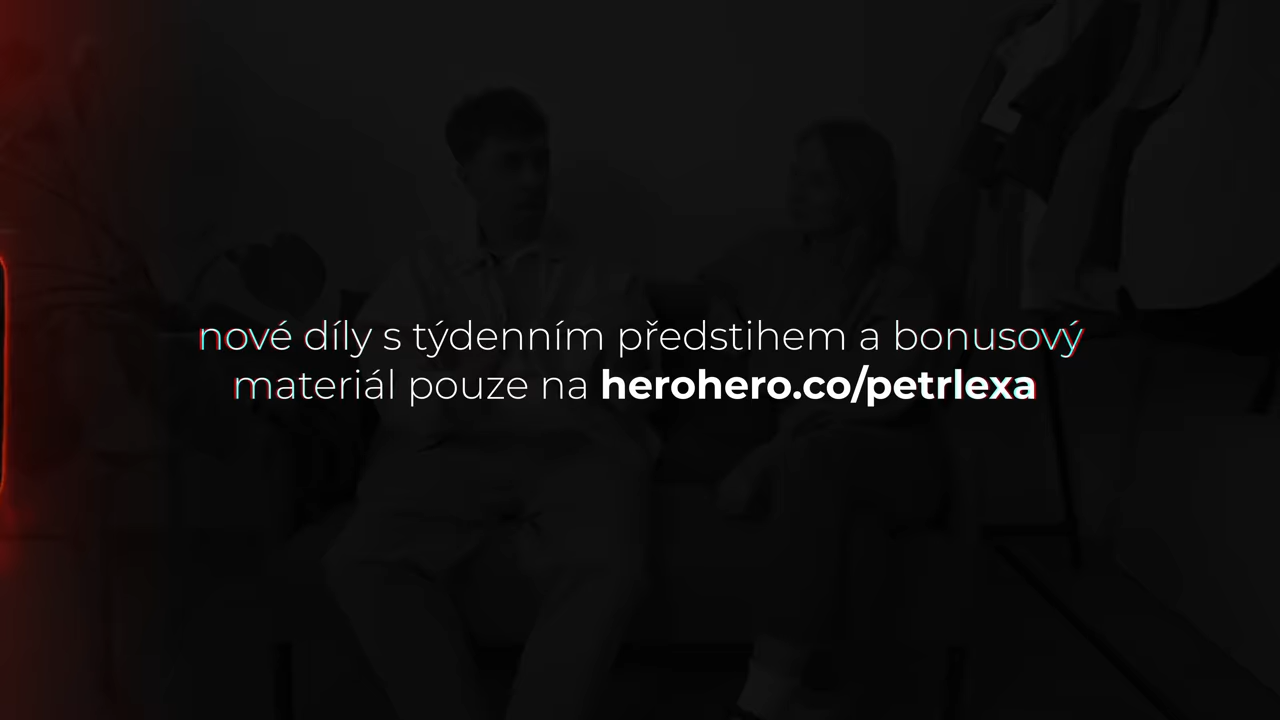 nové díly s týdenním předstihem a bonusový
materiál pouze na herohero.co/petrlexa